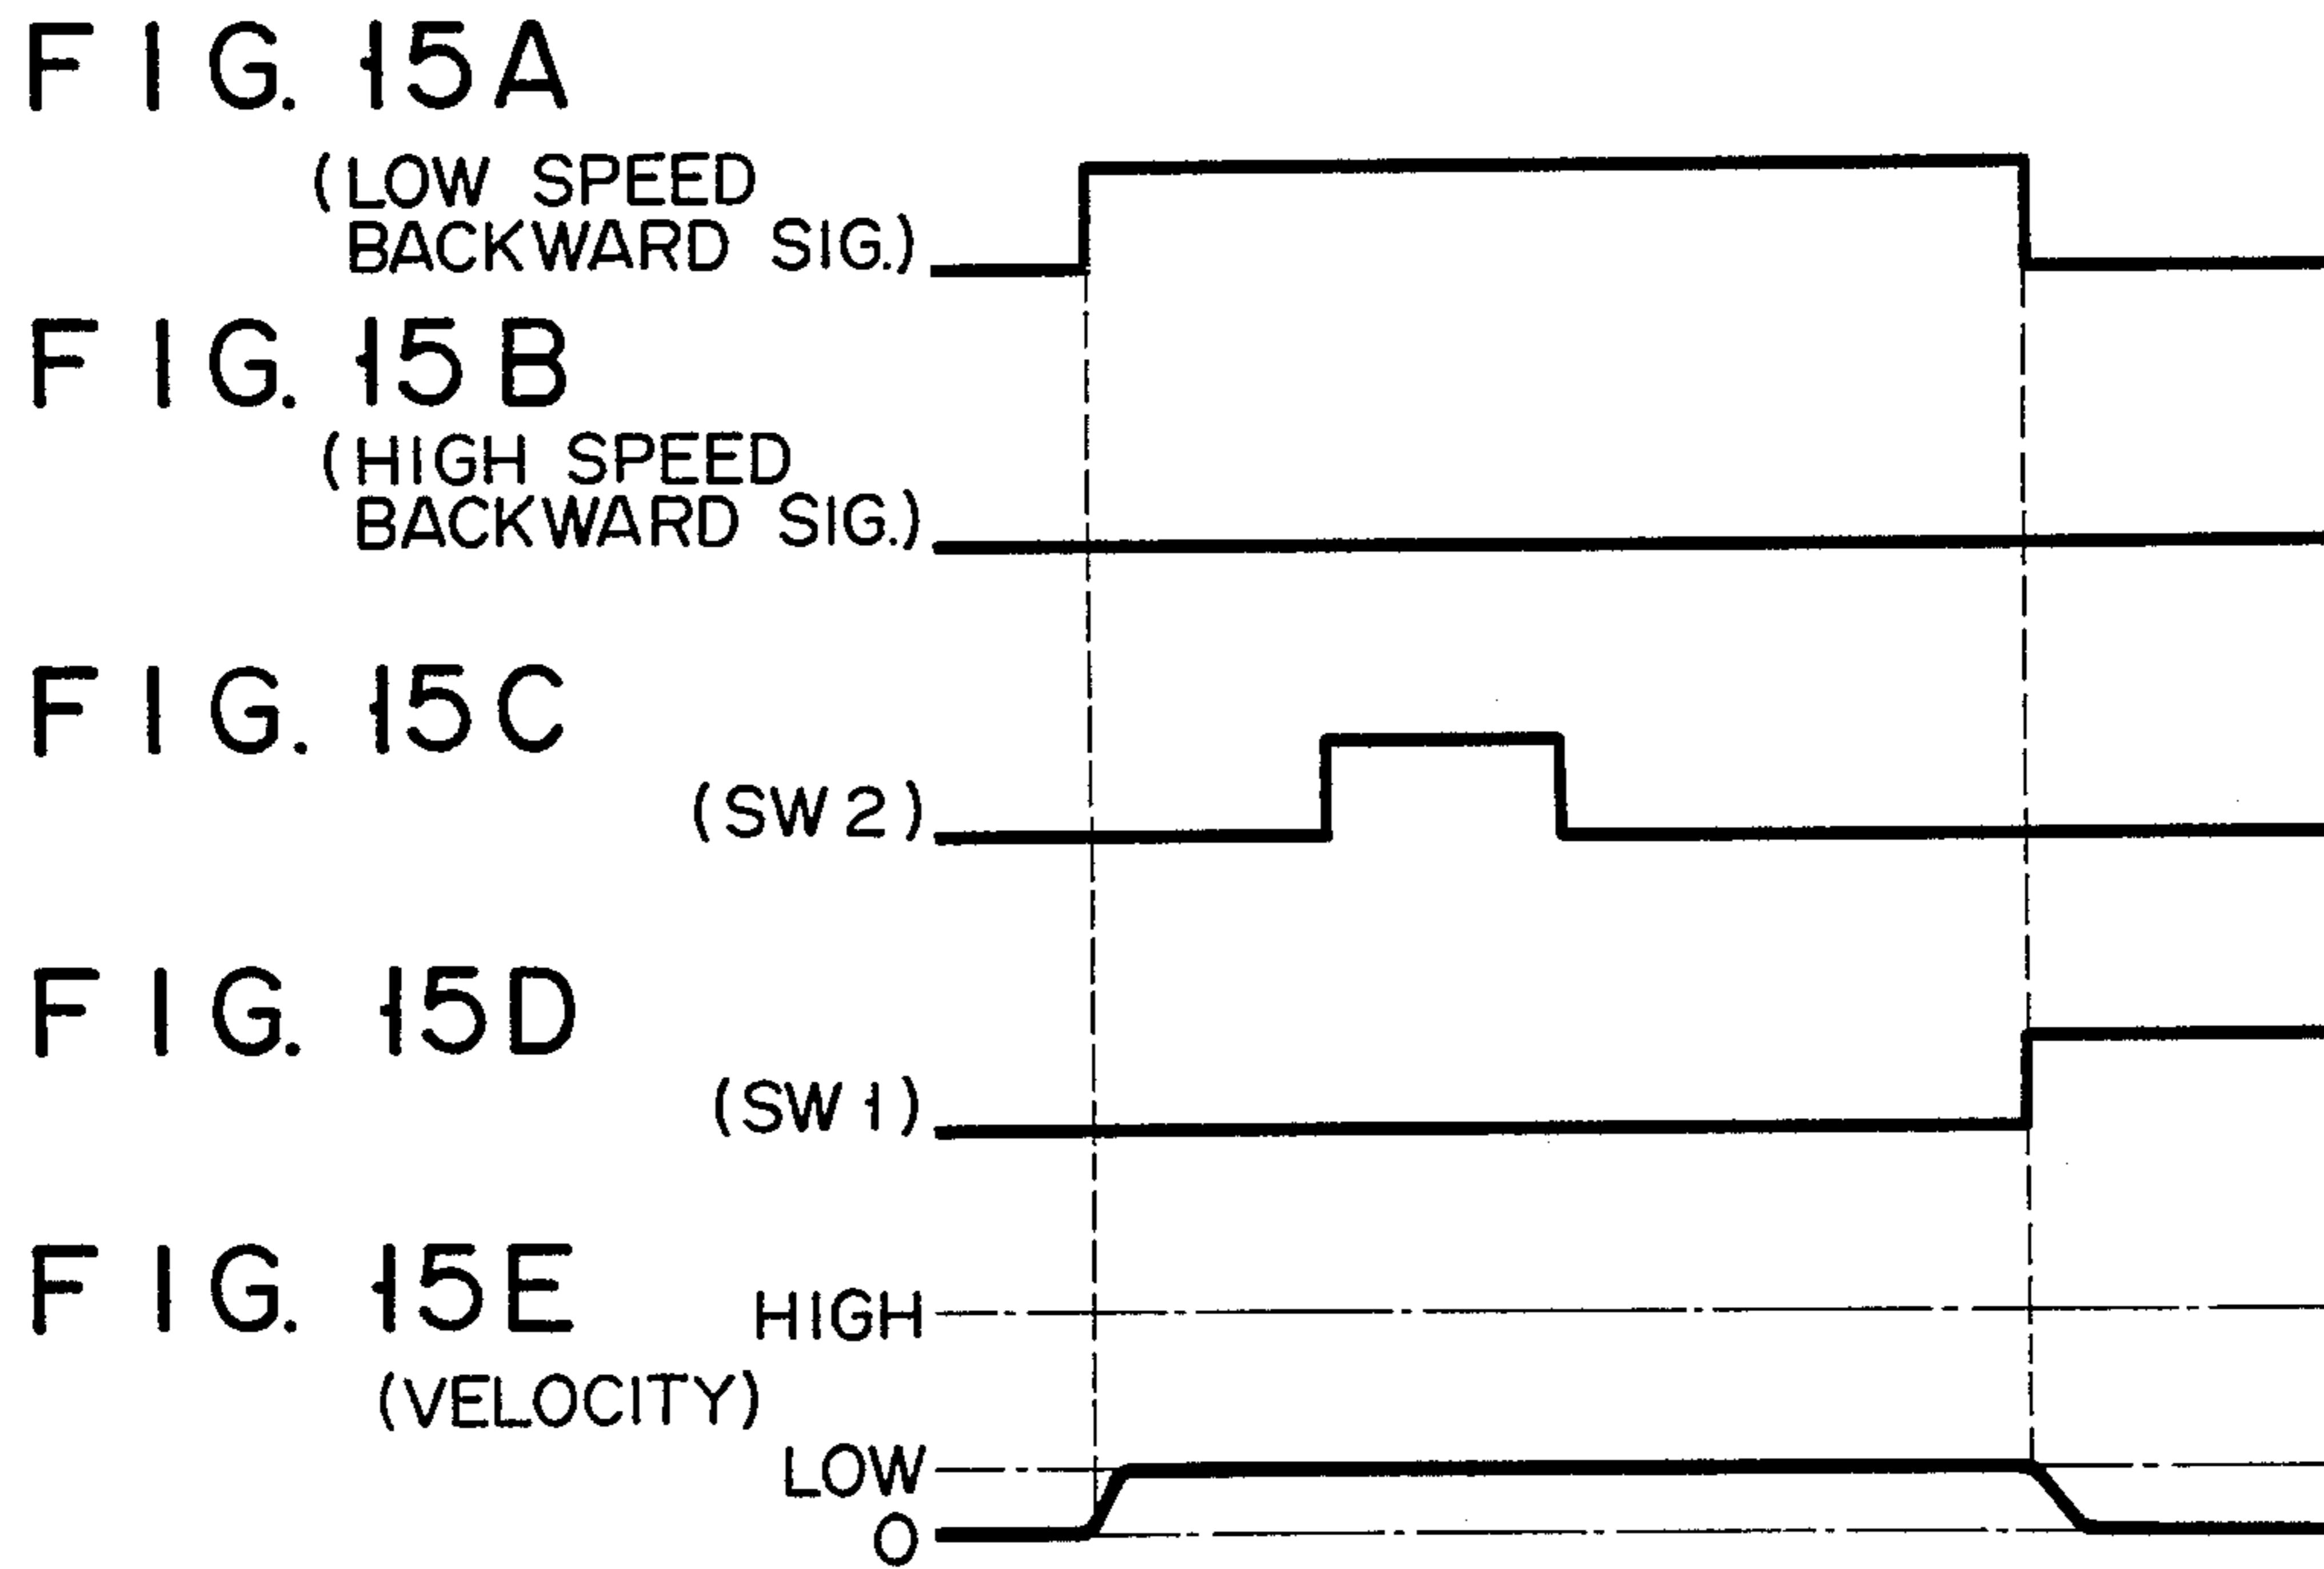 FIG. 15A
(LOW SPEED
BACKWARD SIG.)
FIG. 15B
(HIGH SPEED
BACKWARD SIG.)
FIG. 15C
(SW2)
FIG. 15D
(SW1)
FIG. 15E
HIGH
(VELOCITY)
LOW
0